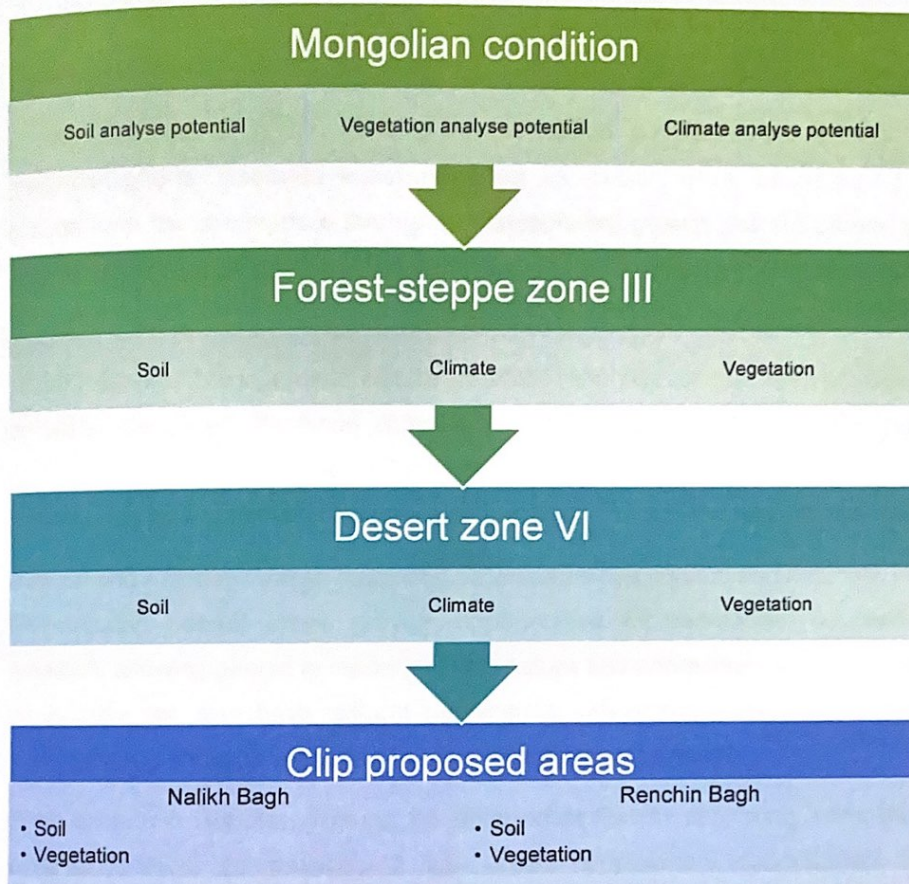 Mongolian condition
Soil analyse potential Vegetation analyse potential Climate analyse potential
Forest-steppe zone III
Soil Climate Vegetation
Desert zone VI
Soil Climate Vegetation
Clip proposed areas
Nalikh Bagh Renchin Bagh
• Soil • Soil
• Vegetation • Vegetation